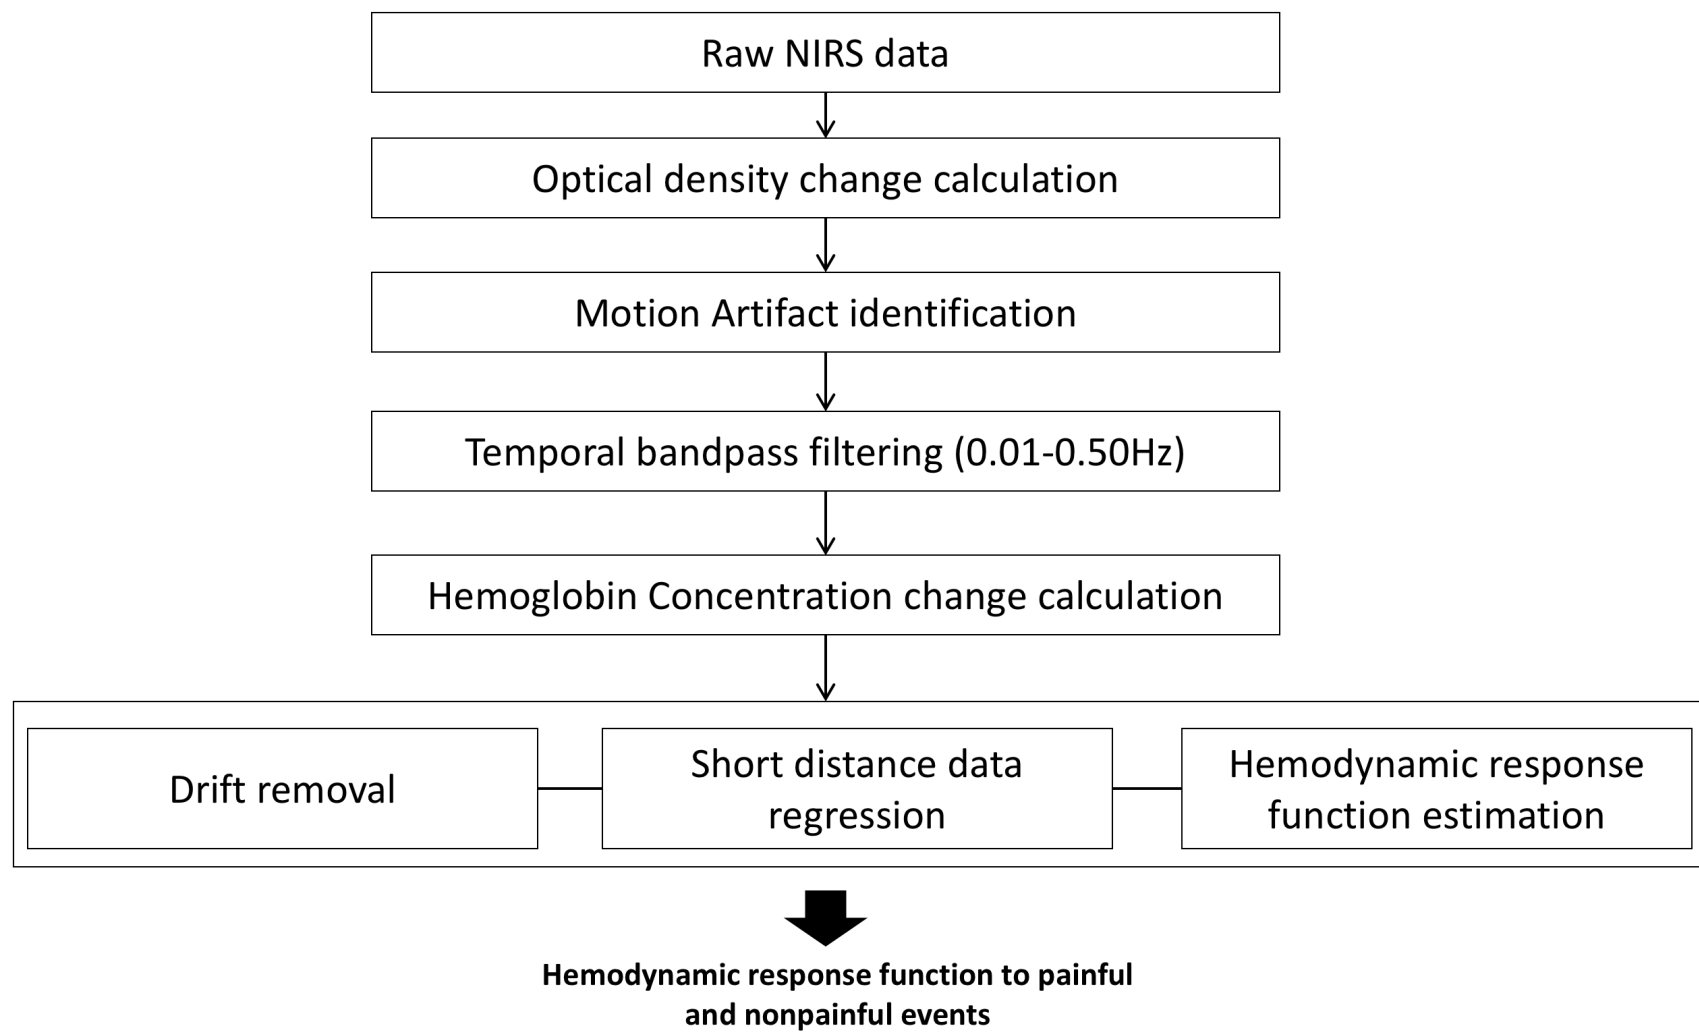 Raw NIRS data
Optical density change calculation
Motion Artifact identification
Temporal bandpass filtering (0.01-0.50Hz)
Hemoglobin Concentration change calculation
Drift removal
Short distance data
regression
Hemodynamic response
function estimation
Hemodynamic response function to painful
and nonpainful events